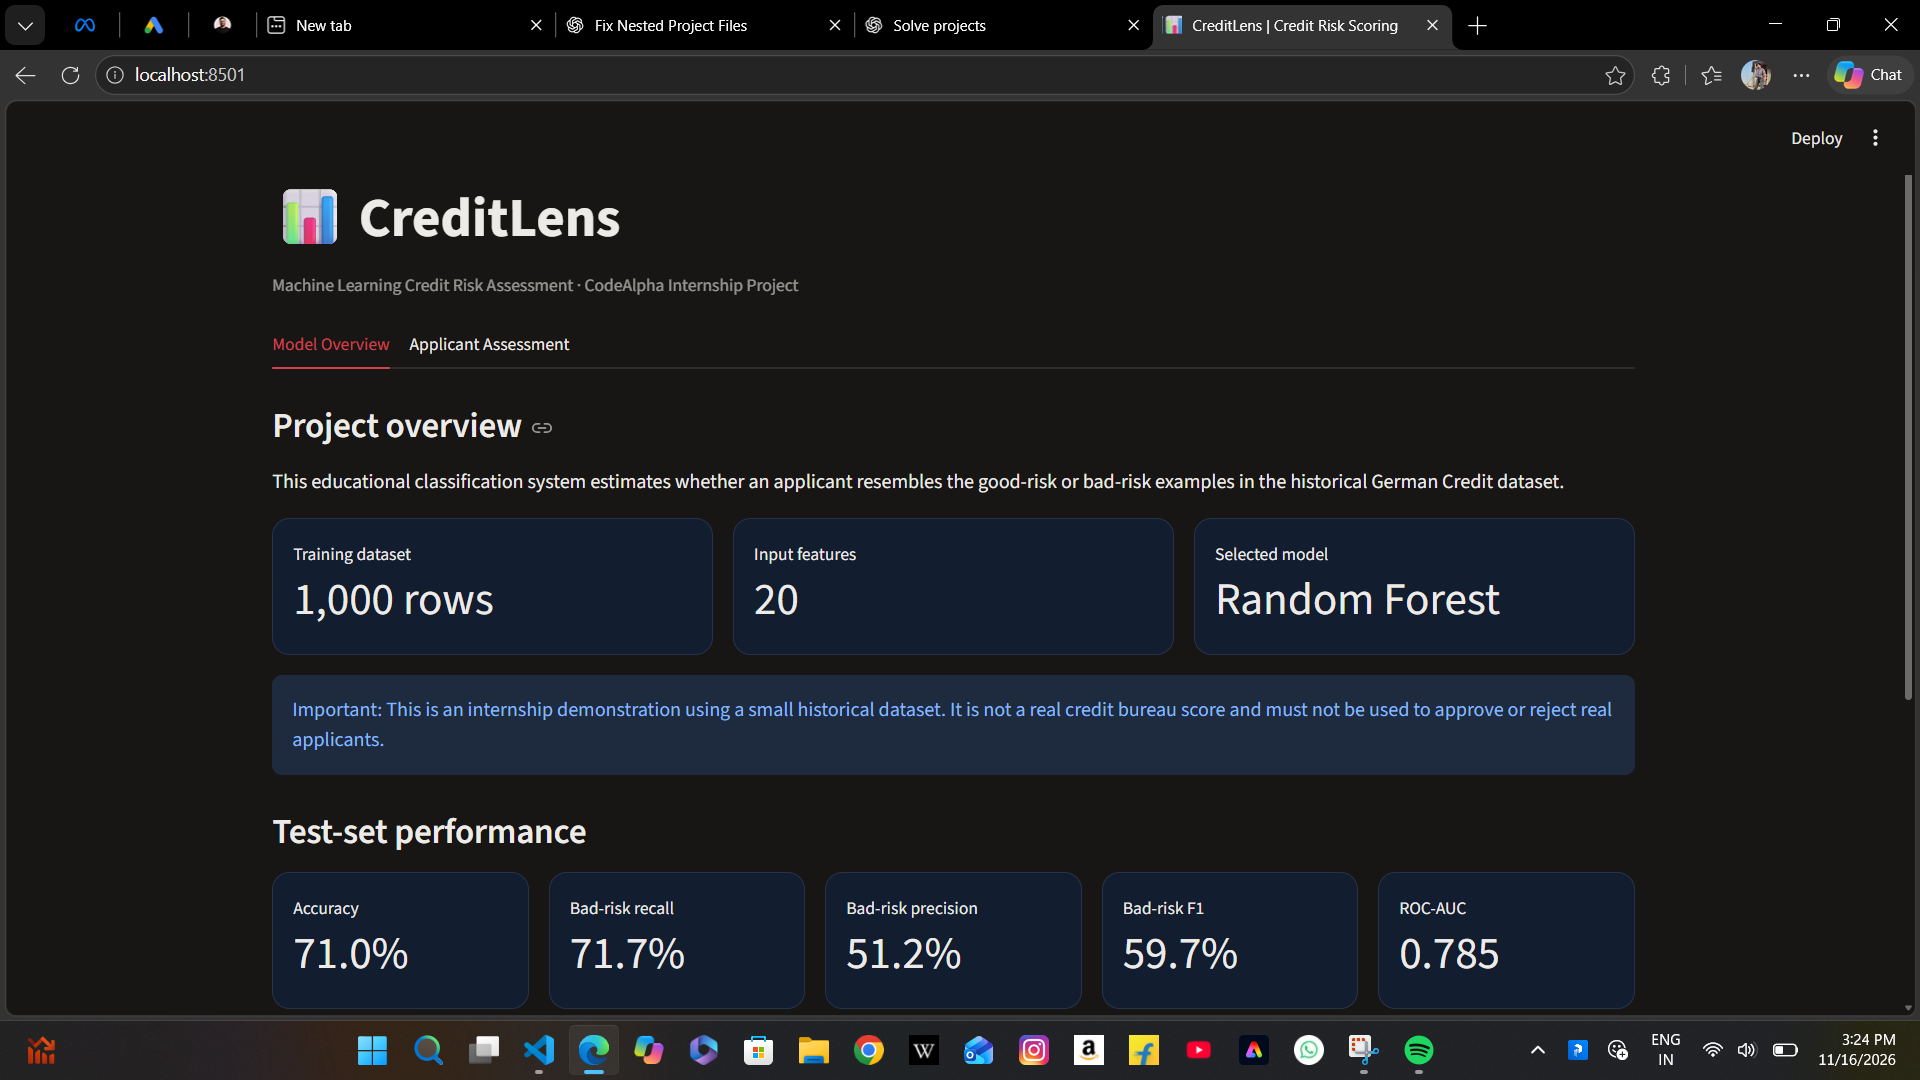 New tab
Fix Nested Project Files
Solve projects
CreditLens | Credit Risk Scoring
localhost:8501
Chat
Deploy
CreditLens
Machine Learning Credit Risk Assessment · CodeAlpha Internship Project
Model Overview
Applicant Assessment
Project overview
This educational classification system estimates whether an applicant resembles the good-risk or bad-risk examples in the historical German Credit dataset.
Training dataset
1,000 rows
Input features
20
Selected model
Random Forest
Important: This is an internship demonstration using a small historical dataset. It is not a real credit bureau score and must not be used to approve or reject real
applicants.
Test-set performance
Accuracy
71.0%
Bad-risk recall
71.7%
Bad-risk precision
51.2%
Bad-risk F1
59.7%
ROC-AUC
0.785
W
a
ENG
IN
3:24 PM
11/16/2026